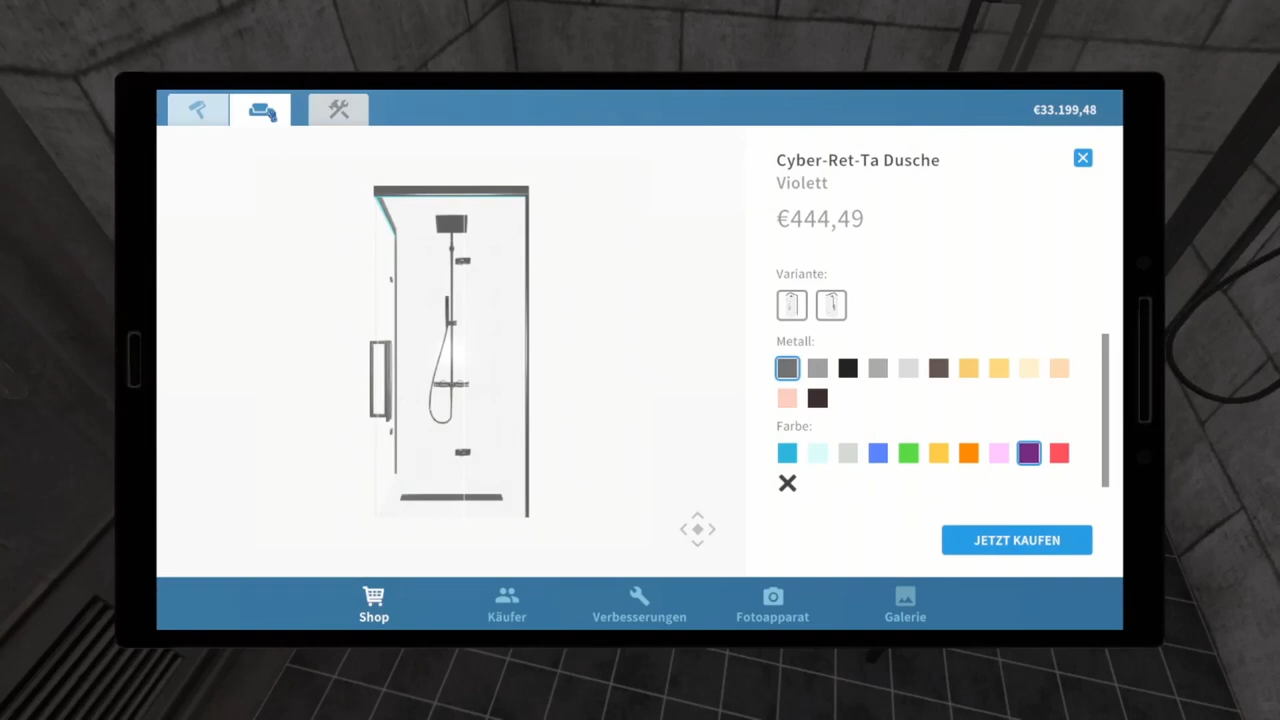 €33.199,48
Cyber-Ret-Ta Dusche
Violett
€444,49
Variante:
Metall:
Farbe:
JETZT KAUFEN
Shop
Käufer
Verbesserungen
Fotoapparat
Galerie